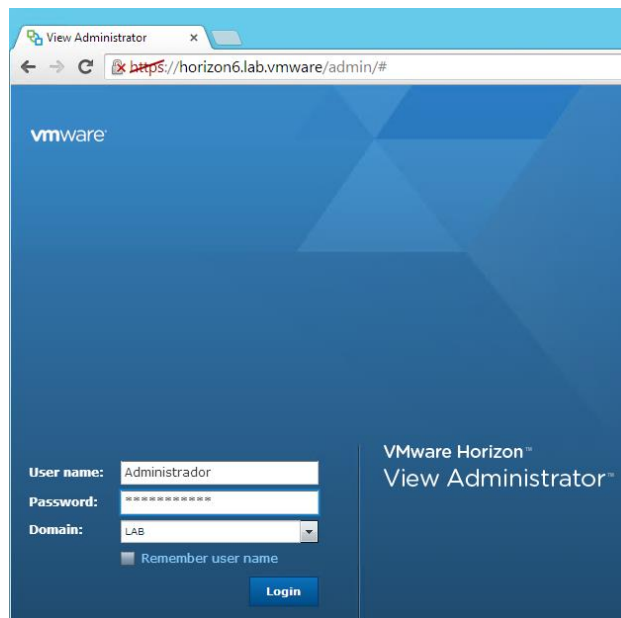 View Administrator
https://horizon6.lab.vmware/admin/#
vmware
VMware Horizon™
View Administrator™
User name: Administrador
Password: ***********
Domain: LAB
Remember user name
Login